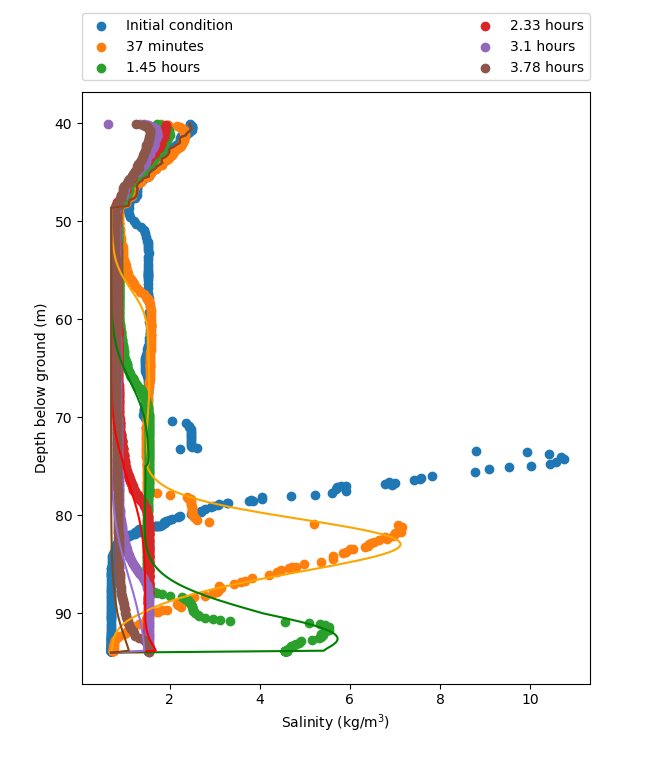 Initial condition
37 minutes
1.45 hours
2.33 hours
3.1 hours
3.78 hours
40
50
60
70
80
90
Depth below ground (m)
2 4 6 8 10
Salinity (kg/m³)